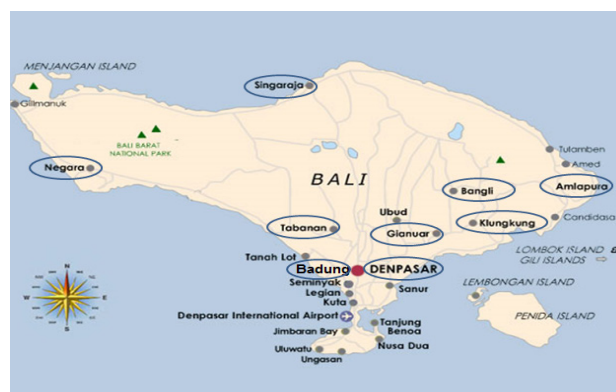 MENJANGAN ISLAND
Singaraja
Gilimanuk
BALI BARAT
NATIONAL PARK
Tulamben
Amed
Negara
BALI
Bangli
Amlapura
Ubud
Tabanan
Gianuar
Klungkung
Candidasa
Tanah Lot
LOMBOK ISLAND &
GILI ISLANDS
Badung
DENPASAR
Seminyak
Sanur
LEMBONGAN ISLAND
Legian
Kuta
PENIDA ISLAND
Denpasar International Airport
Tanjung
Benoa
Jimbaran Bay
Nusa Dua
Uluwatu
Ungasan
N
W
E
S